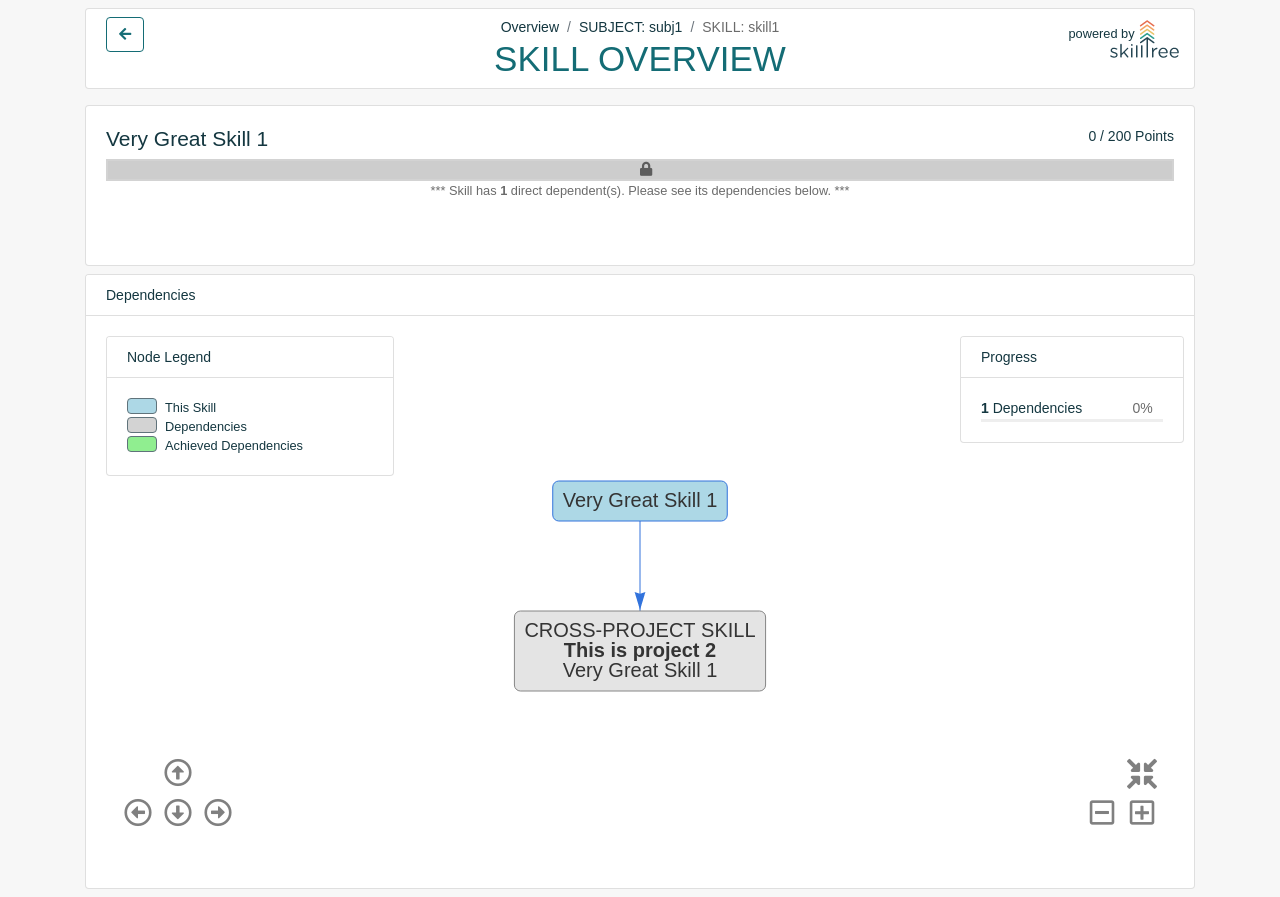 Overview / SUBJECT: subj1 / SKILL: skill1
SKILL OVERVIEW
powered by
skilltree
Very Great Skill 1
0 / 200 Points
*** Skill has 1 direct dependent(s). Please see its dependencies below. ***
Dependencies
Node Legend
This Skill
Dependencies
Achieved Dependencies
Progress
1 Dependencies 0%
Very Great Skill 1
CROSS-PROJECT SKILL
This is project 2
Very Great Skill 1